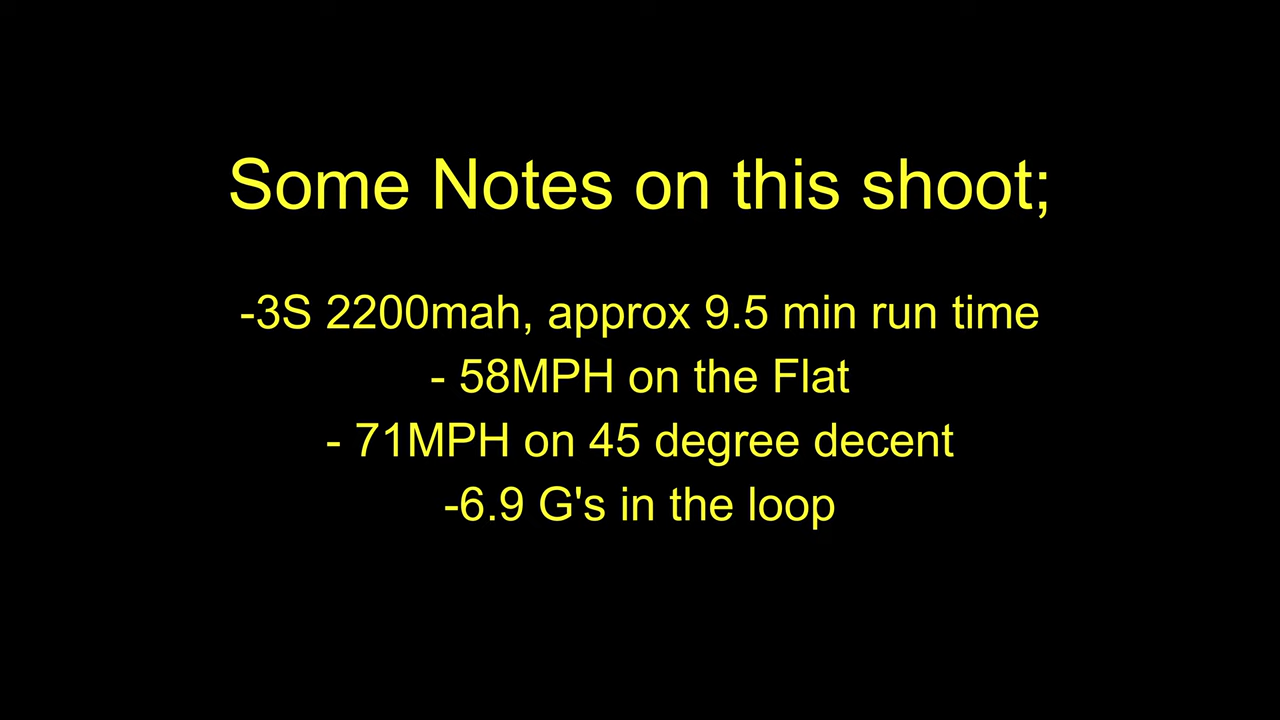 Some Notes on this shoot;
-3S 2200mah, approx 9.5 min run time
- 58MPH on the Flat
- 71MPH on 45 degree decent
-6.9 G's in the loop